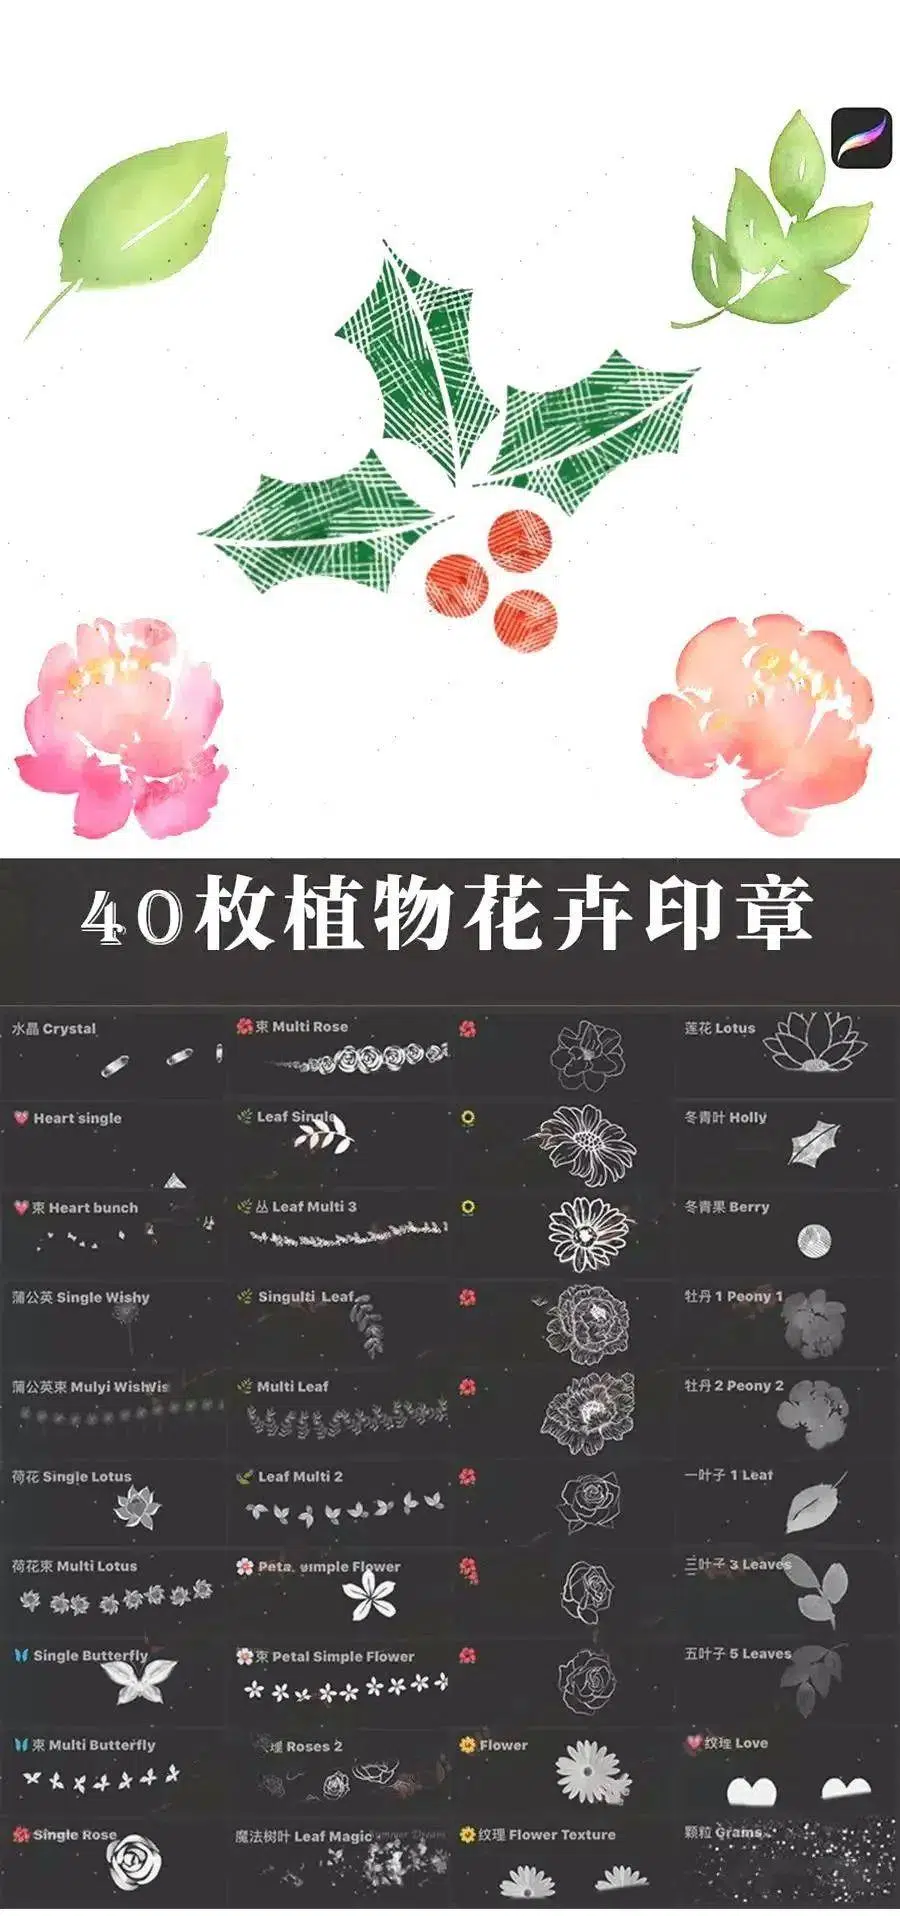 40枚植物花卉印章
水晶 Crystal
💗 Heart single
💗束 Heart bunch
蒲公英 Single Wishy
蒲公英束 Mulyi Wish
荷花 Single Lotus
荷花束 Multi Lotus
🦋 Single Butterfly
🦋 束 Multi Butterfly
🌺 Single Rose
🌺束 Multi Rose
🌿 Leaf Single
🌿 丛 Leaf Multi 3
🌿 Singulti Leaf
🌿 Multi Leaf
🌿 Leaf Multi 2
🌸 Peta simple Flower
🌸束 Petal Simple Flower
Roses 2
魔法树叶 Leaf Magic
🌼 Flower
🌼纹理 Flower Texture
莲花 Lotus
冬青叶 Holly
冬青果 Berry
牡丹 1 Peony 1
牡丹 2 Peony 2
一叶子 1 Leaf
三叶子 3 Leaves
五叶子 5 Leaves
💗纹理 Love
颗粒 Grams